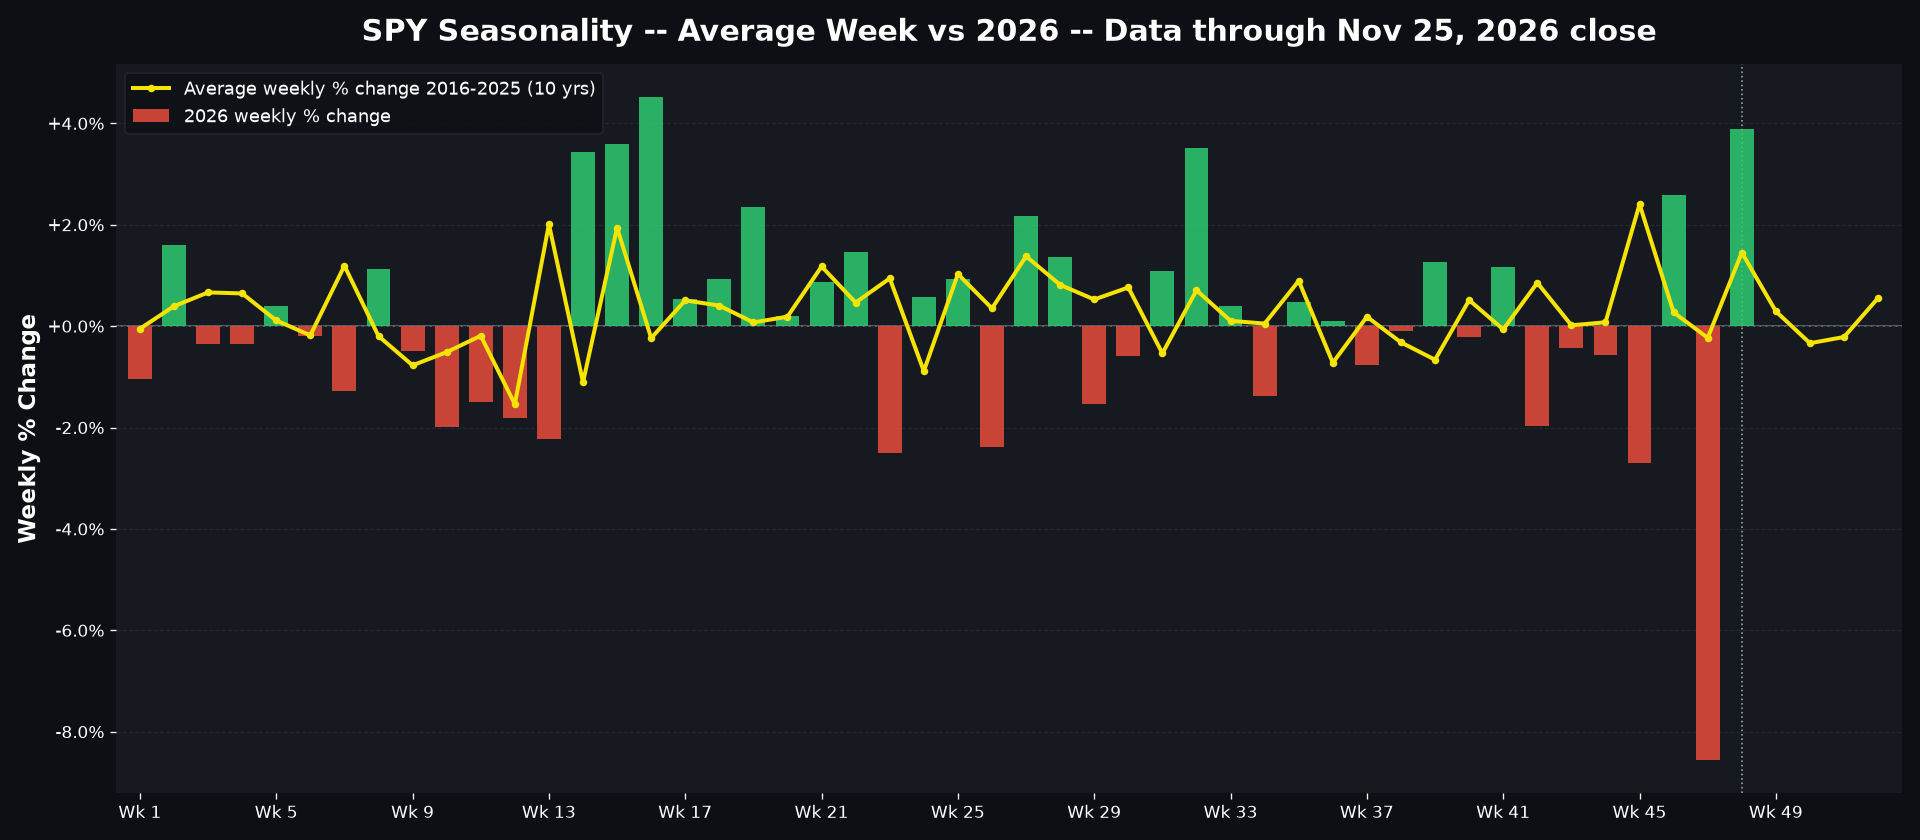 SPY Seasonality -- Average Week vs 2026 -- Data through Nov 25, 2026 close
Average weekly % change 2016-2025 (10 yrs)
2026 weekly % change
Weekly % Change
+4.0%
+2.0%
+0.0%
-2.0%
-4.0%
-6.0%
-8.0%
Wk 1 Wk 5 Wk 9 Wk 13 Wk 17 Wk 21 Wk 25 Wk 29 Wk 33 Wk 37 Wk 41 Wk 45 Wk 49